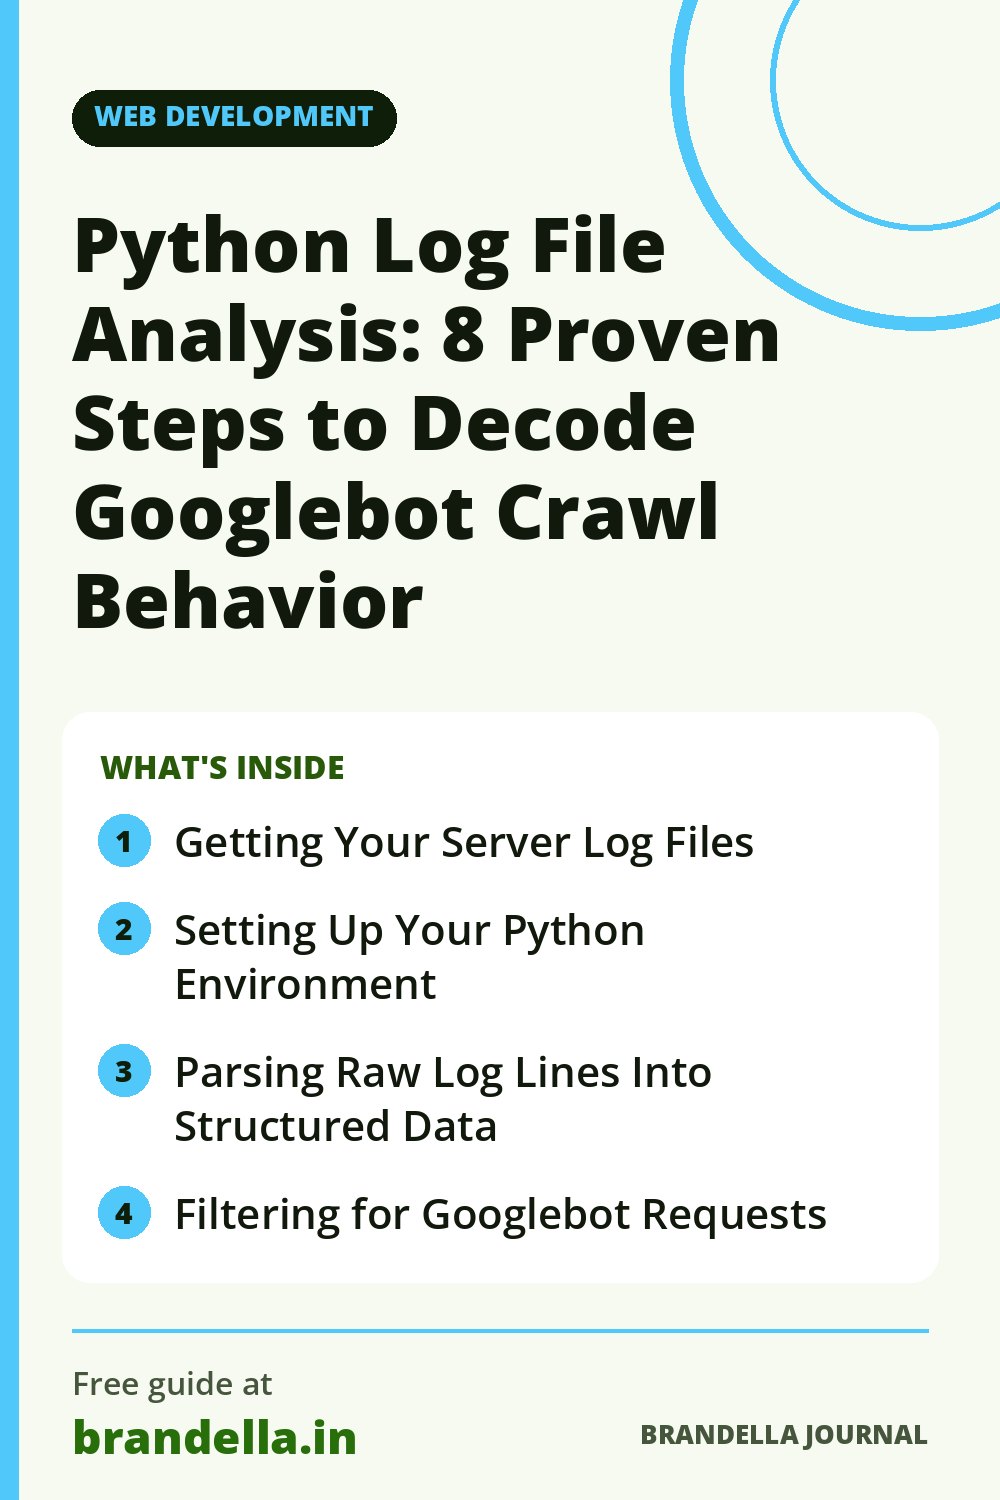 WEB DEVELOPMENT
Python Log File
Analysis: 8 Proven
Steps to Decode
Googlebot Crawl
Behavior
WHAT'S INSIDE
1 Getting Your Server Log Files
2 Setting Up Your Python
Environment
3 Parsing Raw Log Lines Into
Structured Data
4 Filtering for Googlebot Requests
Free guide at
brandella.in
BRANDELLA JOURNAL